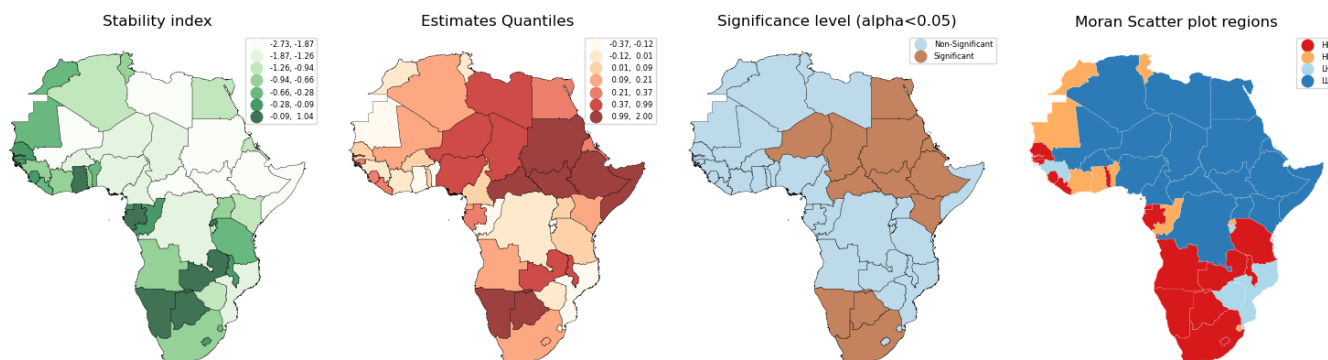 Stability index
-2.73, -1.87
-1.87, -1.26
-1.26, -0.94
-0.94, -0.66
-0.66, -0.28
-0.28, -0.09
-0.09, 1.04
Estimates Quantiles
-0.37, -0.12
-0.12, 0.01
0.01, 0.09
0.09, 0.21
0.21, 0.37
0.37, 0.99
0.99, 2.00
Significance level (alpha<0.05)
Non-Significant
Significant
Moran Scatter plot regions